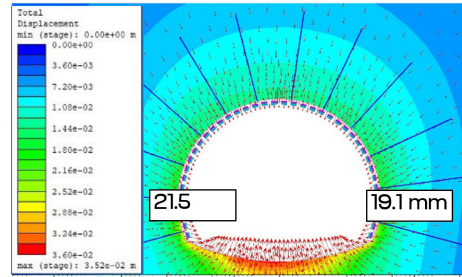 Total
Displacement
min (stage): 0.00e+00 m
0.00e+00
3.60e-03
7.20e-03
1.08e-02
1.44e-02
1.80e-02
2.16e-02
2.52e-02
2.88e-02
3.24e-02
3.60e-02
max (stage): 3.52e-02 m
21.5
19.1 mm